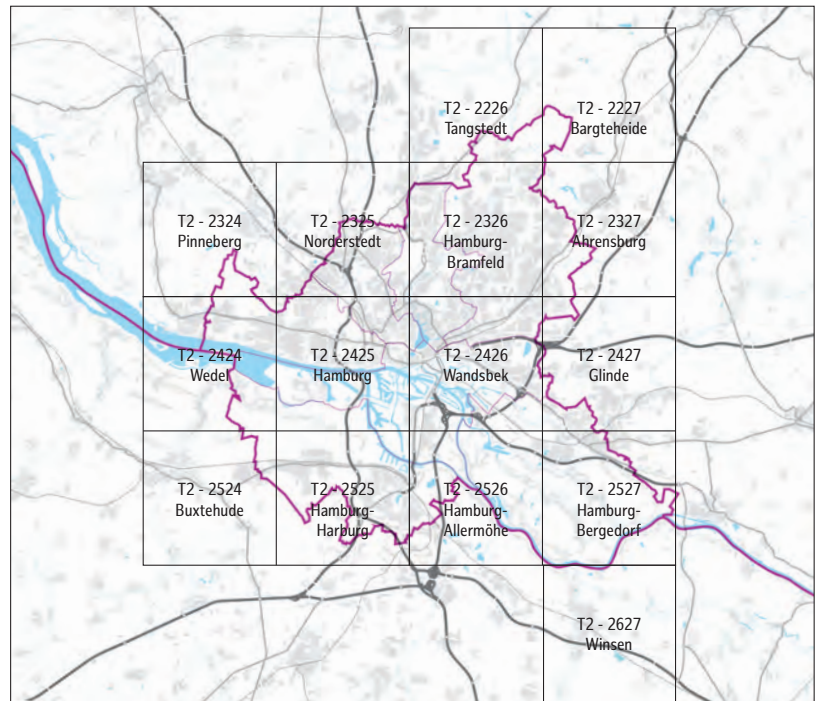 T2 - 2226
Tangstedt
T2 - 2227
Bargteheide
T2 - 2324
Pinneberg
T2 - 2325
Norderstedt
T2 - 2326
Hamburg-
Bramfeld
T2 - 2327
Ahrensburg
T2 - 2424
Wedel
T2 - 2425
Hamburg
T2 - 2426
Wandsbek
T2 - 2427
Glinde
T2 - 2524
Buxtehude
T2 - 2525
Hamburg-
Harburg
T2 - 2526
Hamburg-
Allermöhe
T2 - 2527
Hamburg-
Bergedorf
T2 - 2627
Winsen